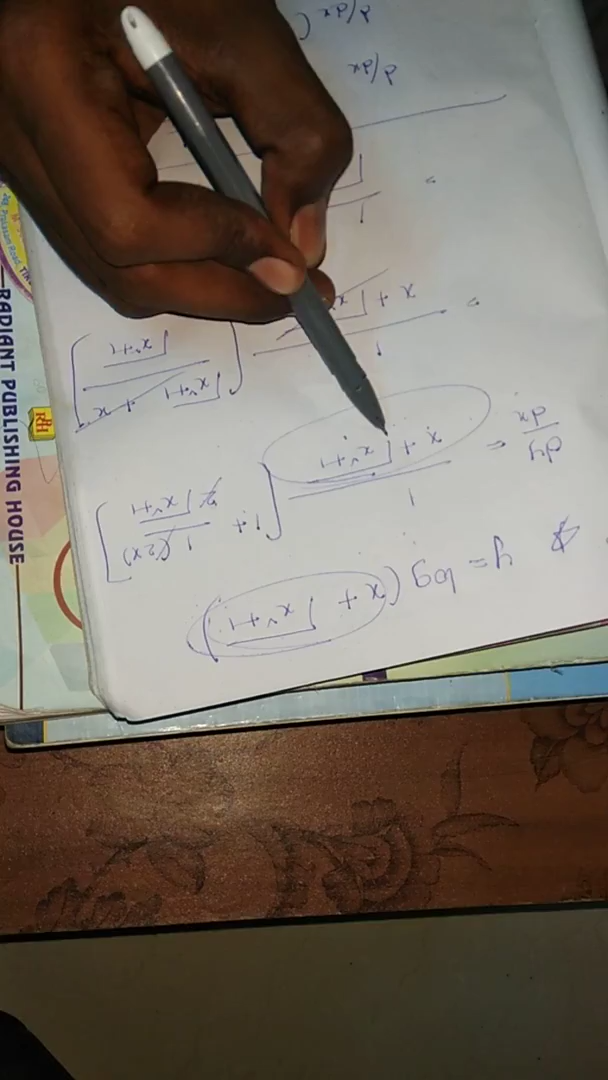 y = log (x + √x²+1)
dy/dx = 1/(x + √x²+1) [1 + 1(2x)/2√x²+1]
= 1/(x + √x [√x²+1 + x/√x²+1]
= 1/√
d/dx
d/dx (
RADIANT PUBLISHING HOUSE
RPH